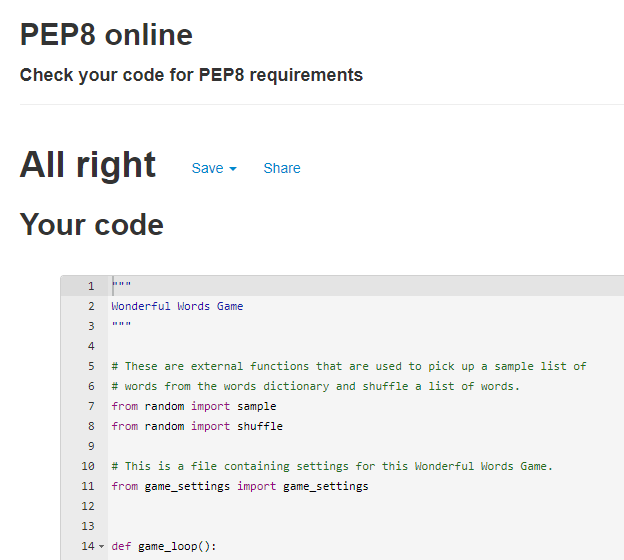 PEP8 online
Check your code for PEP8 requirements
All right Save Share
Your code
1 """
2 Wonderful Words Game
3 """
4
5 # These are external functions that are used to pick up a sample list of
6 # words from the words dictionary and shuffle a list of words.
7 from random import sample
8 from random import shuffle
9
10 # This is a file containing settings for this Wonderful Words Game.
11 from game_settings import game_settings
12
13
14 def game_loop():